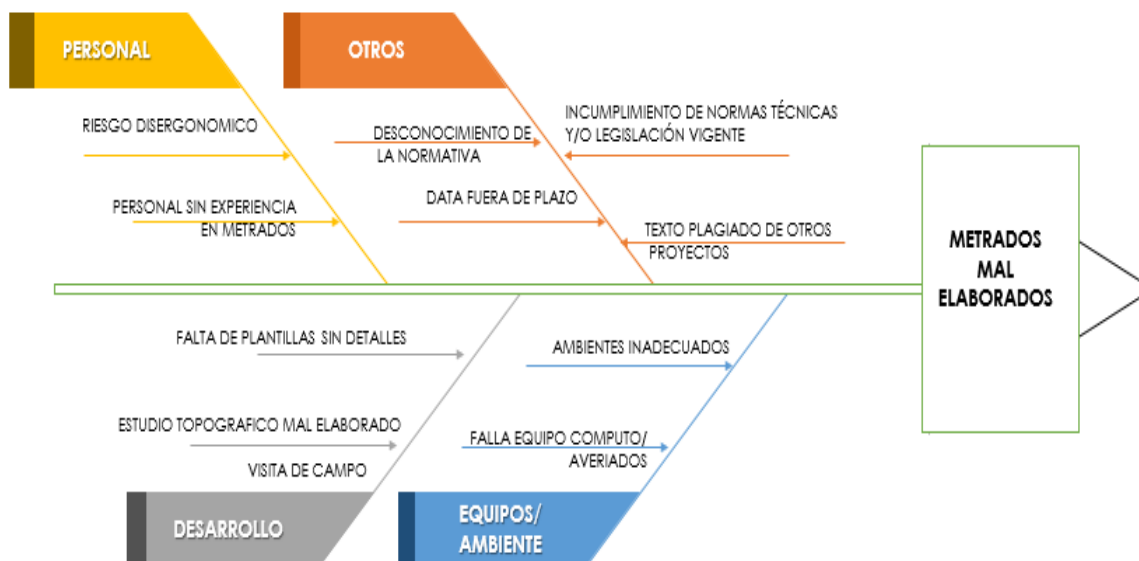 PERSONAL
OTROS
RIESGO DISERGONOMICO
PERSONAL SIN EXPERIENCIA
EN METRADOS
DESCONOCIMIENTO DE
LA NORMATIVA
INCUMPLIMIENTO DE NORMAS TÉCNICAS
Y/O LEGISLACIÓN VIGENTE
DATA FUERA DE PLAZO
TEXTO PLAGIADO DE OTROS
PROYECTOS
METRADOS
MAL
ELABORADOS
FALTA DE PLANTILLAS SIN DETALLES
ESTUDIO TOPOGRAFICO MAL ELABORADO
VISITA DE CAMPO
AMBIENTES INADECUADOS
FALLA EQUIPO COMPUTO/
AVERIADOS
DESARROLLO
EQUIPOS/
AMBIENTE